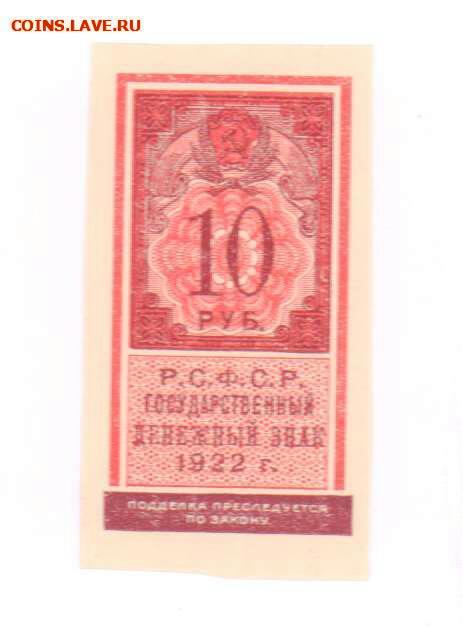 COINS.LAVE.RU
10
РУБ.
Р.С.Ф.С.Р.
ГОСУДАРСТВЕННЫЙ
ДЕНЕЖНЫЙ ЗНАК
1922 г.
ПОДДЕЛКА ПРЕСЛЕДУЕТСЯ
ПО ЗАКОНУ.